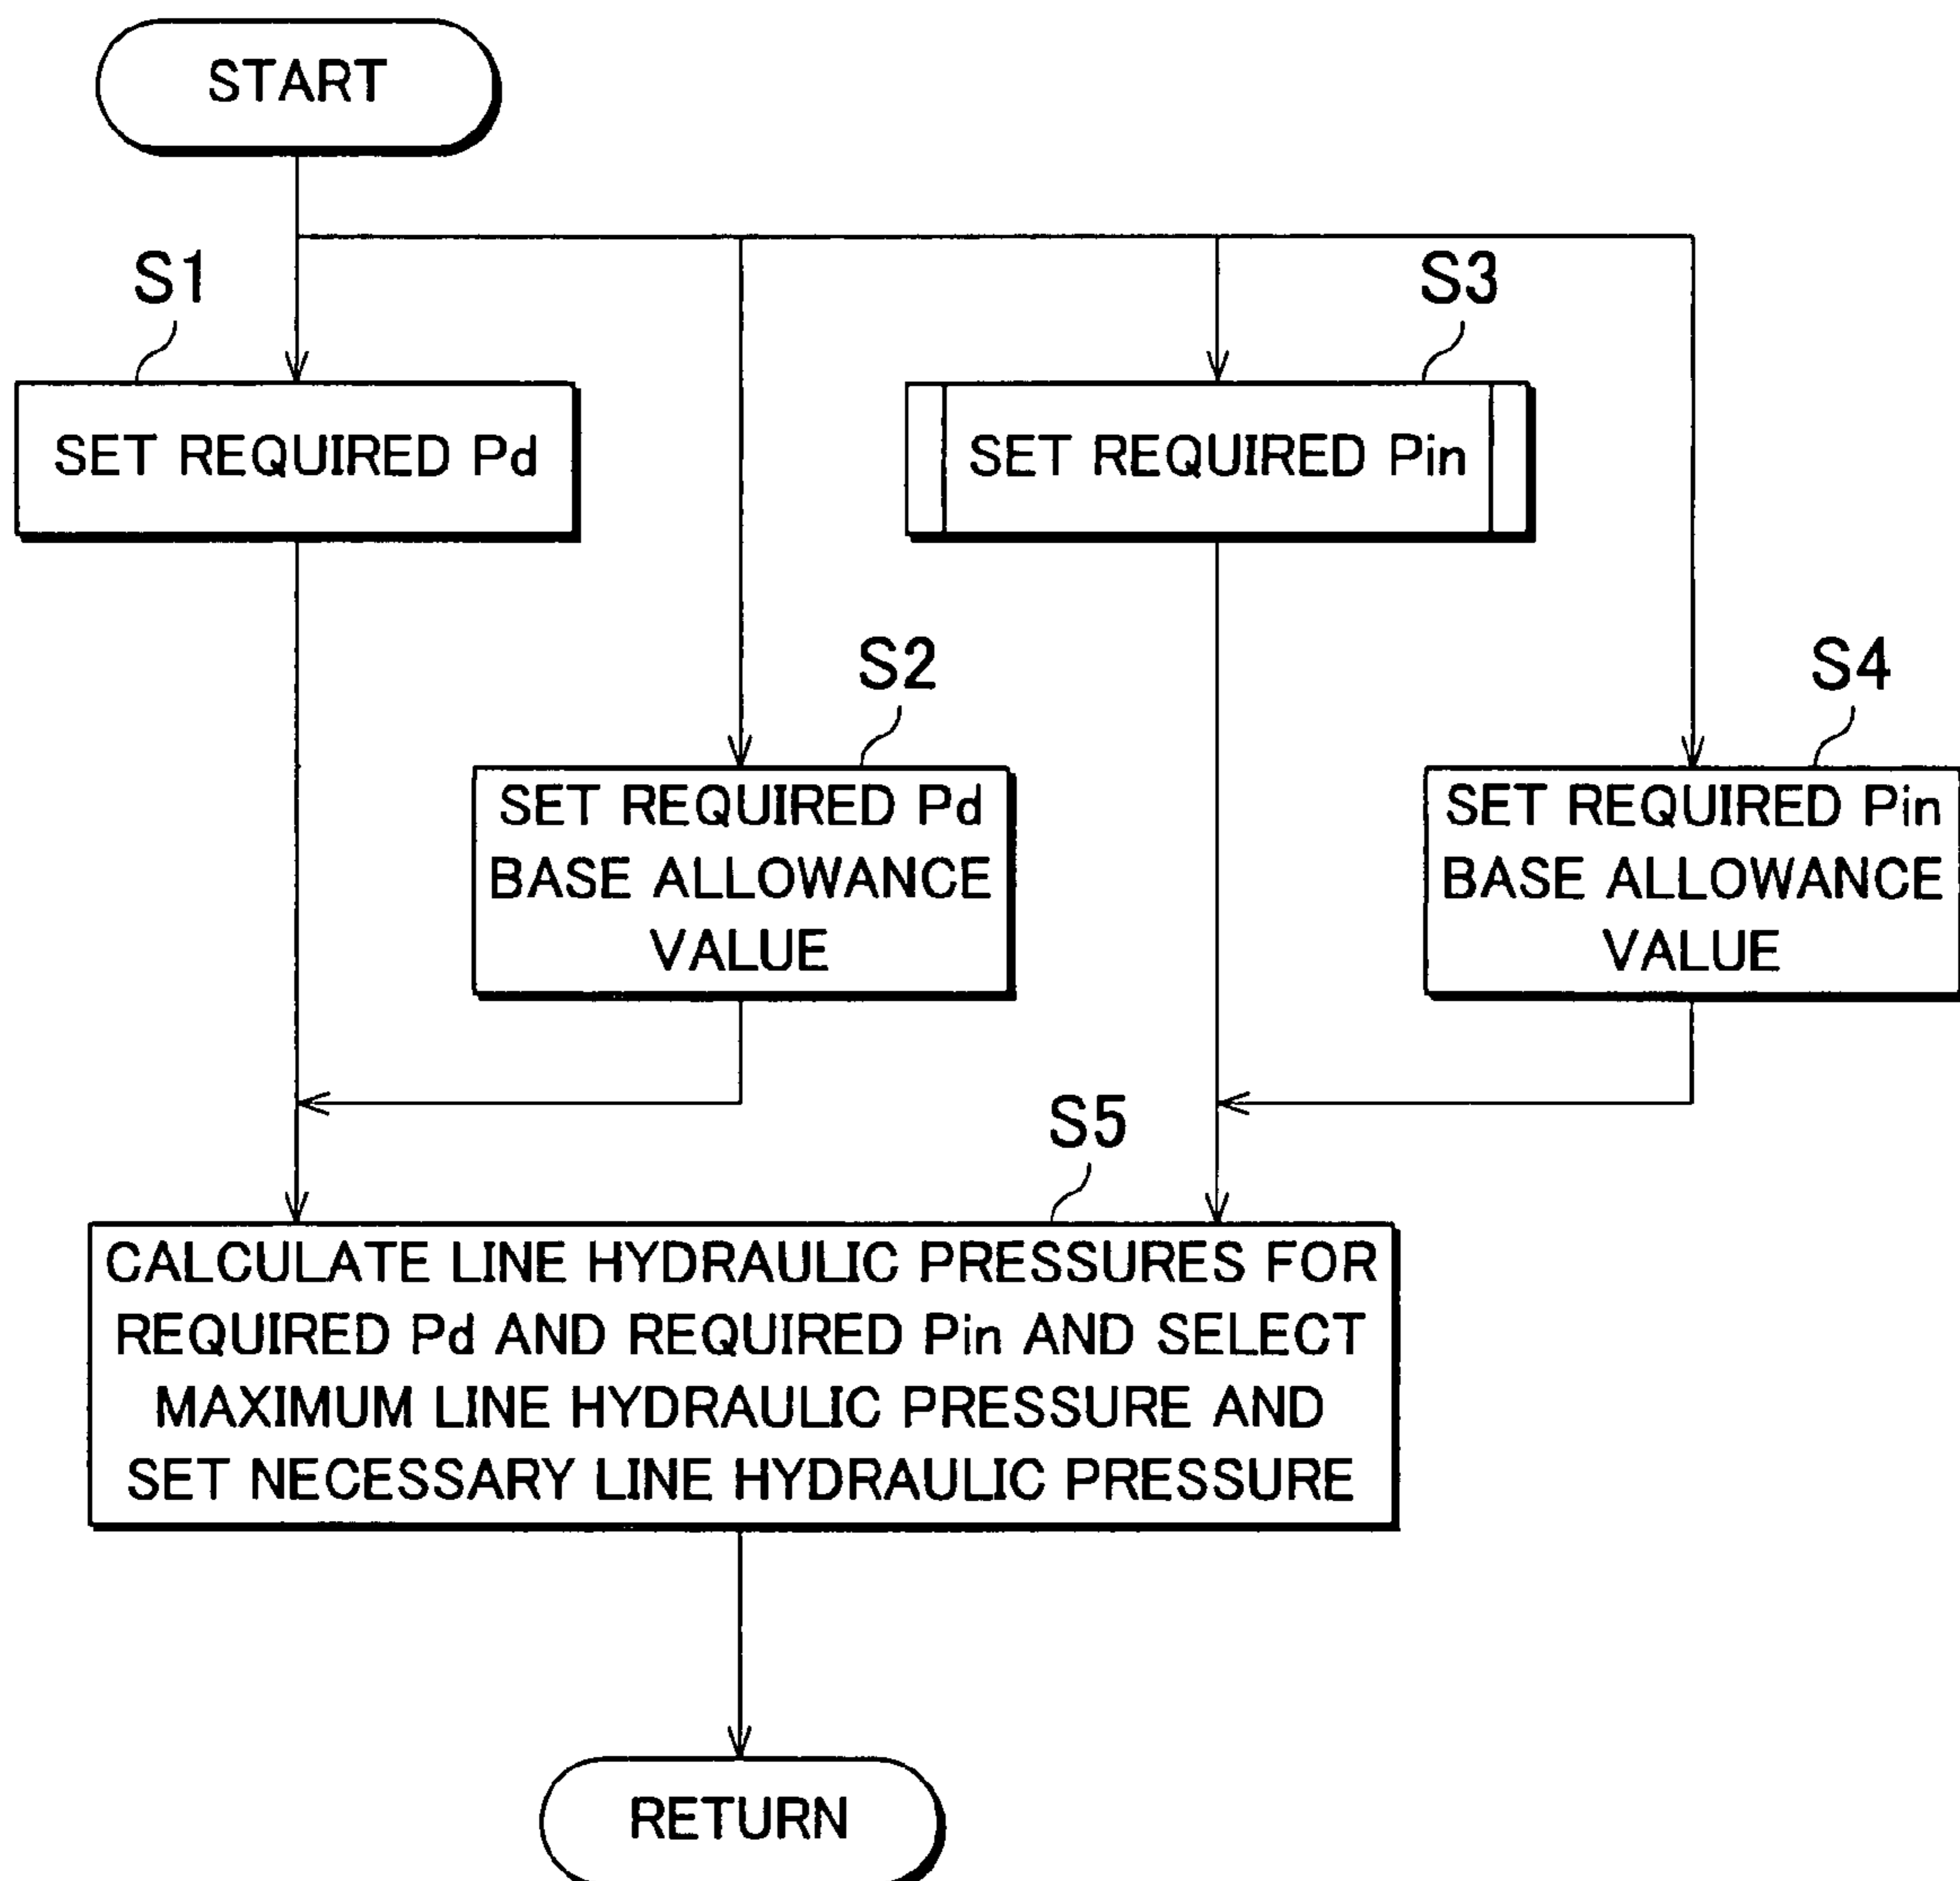 START
S1
S3
SET REQUIRED Pd
SET REQUIRED Pin
S2
S4
SET REQUIRED Pd
BASE ALLOWANCE
VALUE
SET REQUIRED Pin
BASE ALLOWANCE
VALUE
S5
CALCULATE LINE HYDRAULIC PRESSURES FOR
REQUIRED Pd AND REQUIRED Pin AND SELECT
MAXIMUM LINE HYDRAULIC PRESSURE AND
SET NECESSARY LINE HYDRAULIC PRESSURE
RETURN